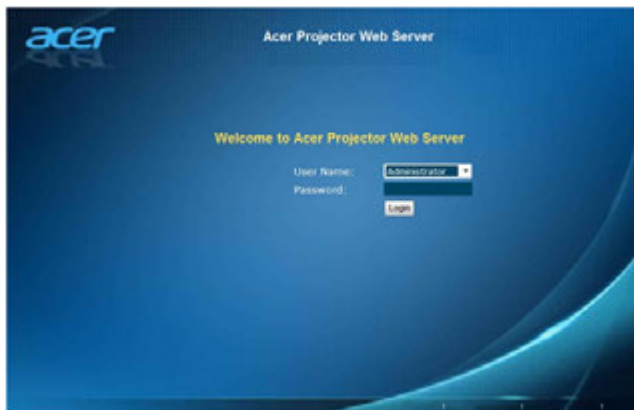 acer
Acer Projector Web Server
Welcome to Acer Projector Web Server
User Name: Administrator
Password:
Login